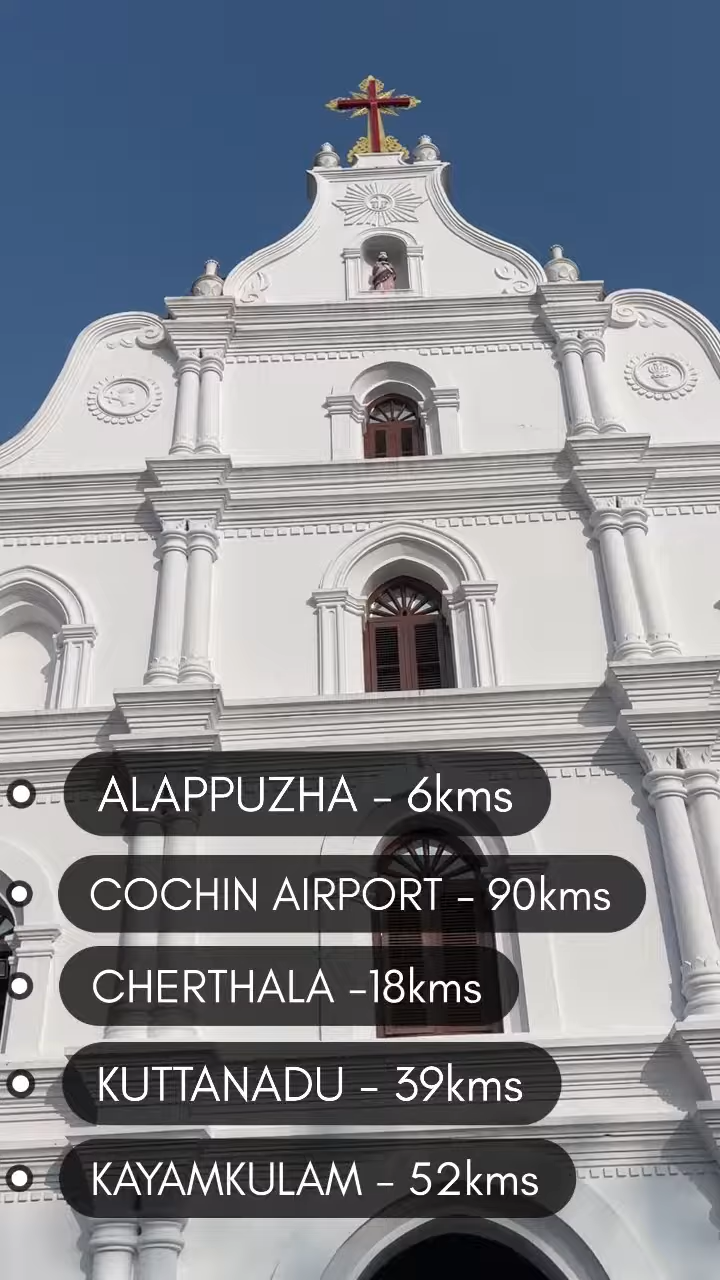 ALAPPUZHA – 6kms
COCHIN AIRPORT – 90kms
CHERTHALA –18kms
KUTTANADU – 39kms
KAYAMKULAM – 52kms